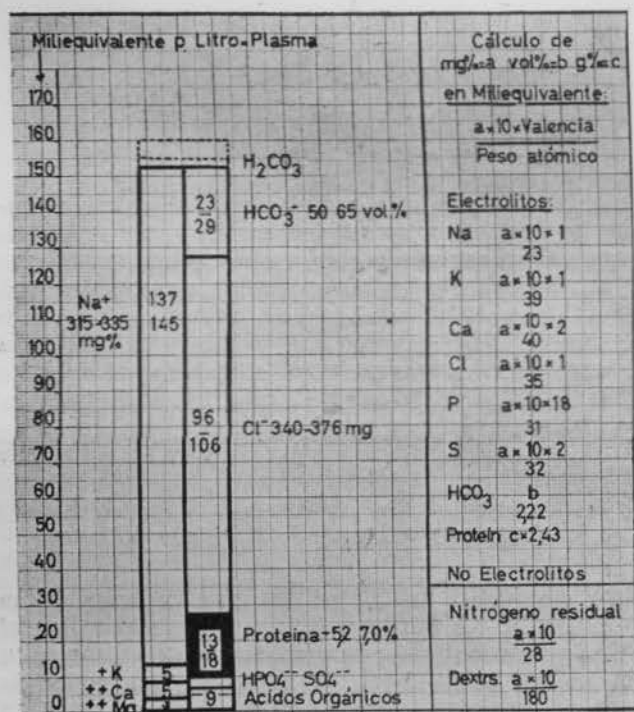 Miliequivalente p Litro-Plasma
170
160
150
140
130
120
110
100
90
80
70
60
50
40
30
20
10
0
H₂CO₃
23
29
HCO₃⁻ 50 65 vol.%
Na⁺
315-335
mg%
137
145
96
106
Cl⁻ 340-376 mg
13
18
Proteina⁻ 5,2 7,0%
+K 5
++Ca 5
++Mg
HPO₄⁻⁻ SO₄⁻⁻
9
Acidos Orgánicos
Cálculo de
mg%=a vol%=b g%=c
en Miliequivalente:
a×10×Valencia
Peso atómico
Electrolitos:
Na a×10×1
23
K a×10×1
39
Ca a×10×2
40
Cl a×10×1
35
P a×10×18
31
S a×10×2
32
HCO₃ b
2,22
Protein c×2,43
No Electrolitos
Nitrógeno residual
a×10
28
Dextrs. a×10
180